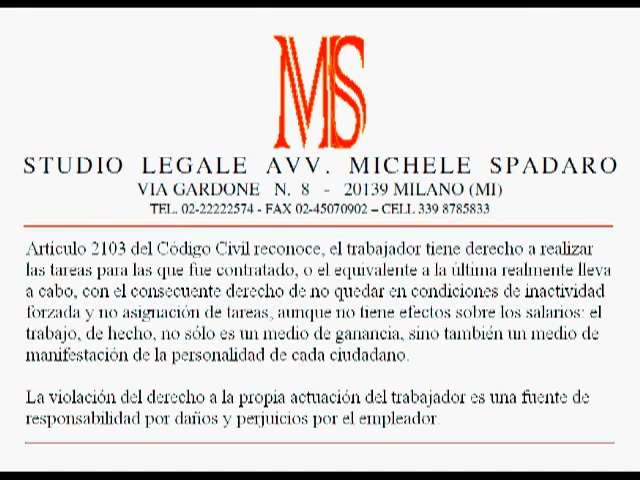 MS
STUDIO LEGALE AVV. MICHELE SPADARO
VIA GARDONE N. 8 - 20139 MILANO (MI)
TEL. 02-22222574 - FAX 02-45070902 – CELL 339 8785833
Artículo 2103 del Código Civil reconoce, el trabajador tiene derecho a realizar
las tareas para las que fue contratado, o el equivalente a la última realmente lleva
a cabo, con el consecuente derecho de no quedar en condiciones de inactividad
forzada y no asignación de tareas, aunque no tiene efectos sobre los salarios: el
trabajo, de hecho, no sólo es un medio de ganancia, sino también un medio de
manifestación de la personalidad de cada ciudadano.
La violación del derecho a la propia actuación del trabajador es una fuente de
responsabilidad por daños y perjuicios por el empleador.